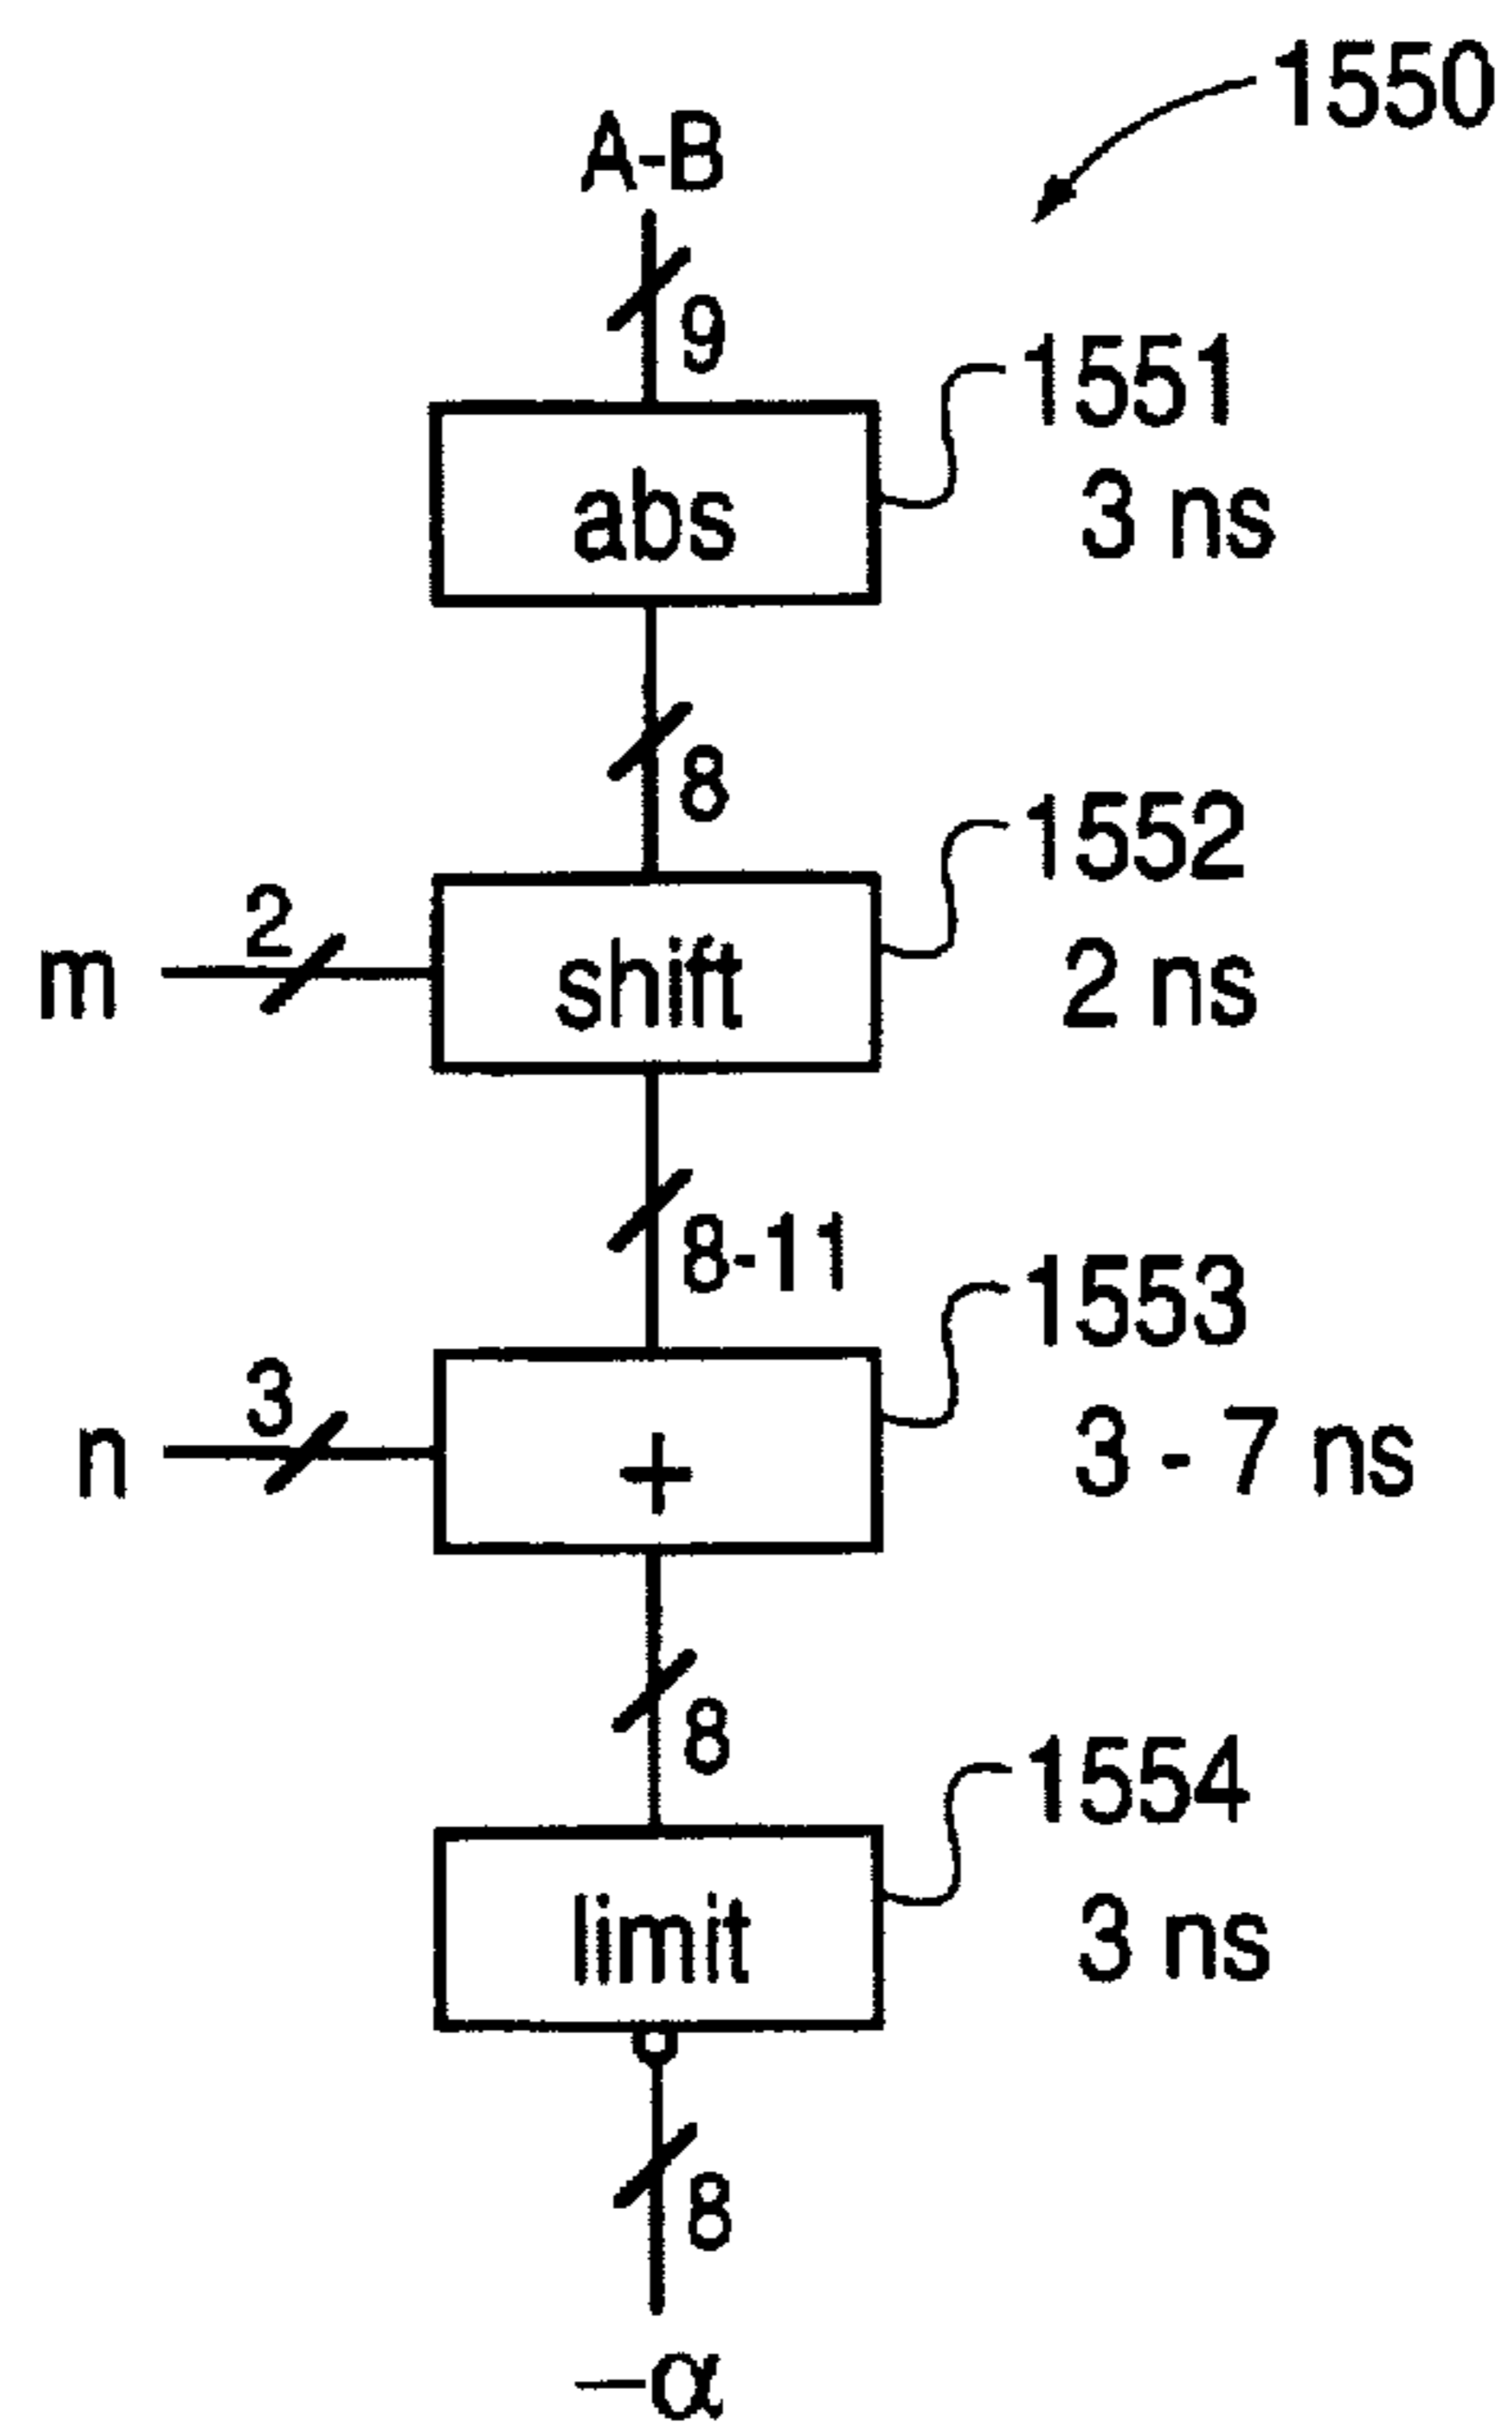 1550
A-B
9
1551
abs
3 ns
8
1552
2
m
shift
2 ns
8-11
1553
3
n
+
3 - 7 ns
8
1554
limit
3 ns
8
—α